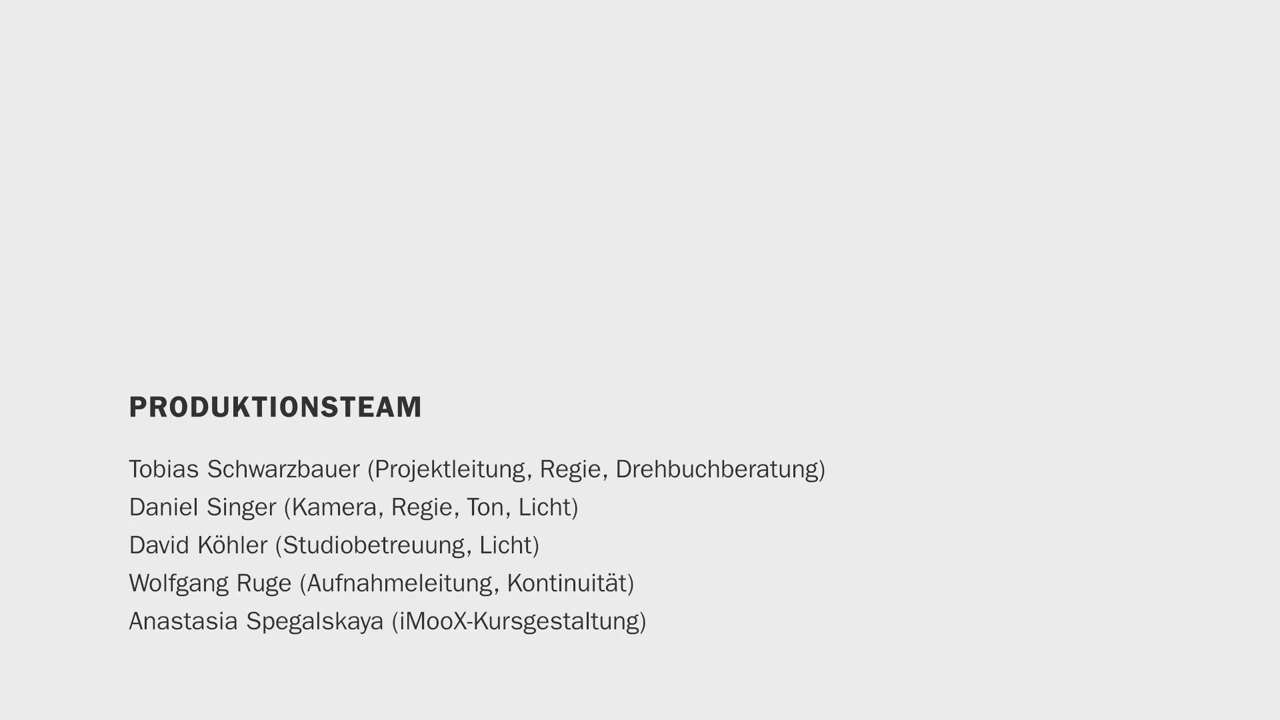 PRODUKTIONSTEAM
Tobias Schwarzbauer (Projektleitung, Regie, Drehbuchberatung)
Daniel Singer (Kamera, Regie, Ton, Licht)
David Köhler (Studiobetreuung, Licht)
Wolfgang Ruge (Aufnahmeleitung, Kontinuität)
Anastasia Spegalskaya (iMooX-Kursgestaltung)